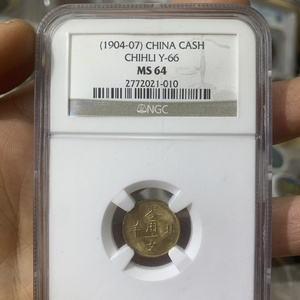 (1904-07) CHINA CASH
CHIHLI Y-66
MS 64
2772021-010
NGC